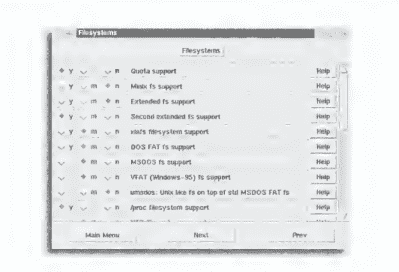 Filesystems
Filesystems
y n Quota support Help
y m n Minix fs support Help
y n Extended fs support Help
y n Second extended fs support Help
y m n xiafs filesystem support Help
y m n DOS FAT fs support Help
m n MSDOS fs support Help
m n VFAT (Windows-95) fs support Help
m n umsdos: Unix like fs on top of std MSDOS FAT fs Help
y n /proc filesystem support Help
Main Menu Next Prev